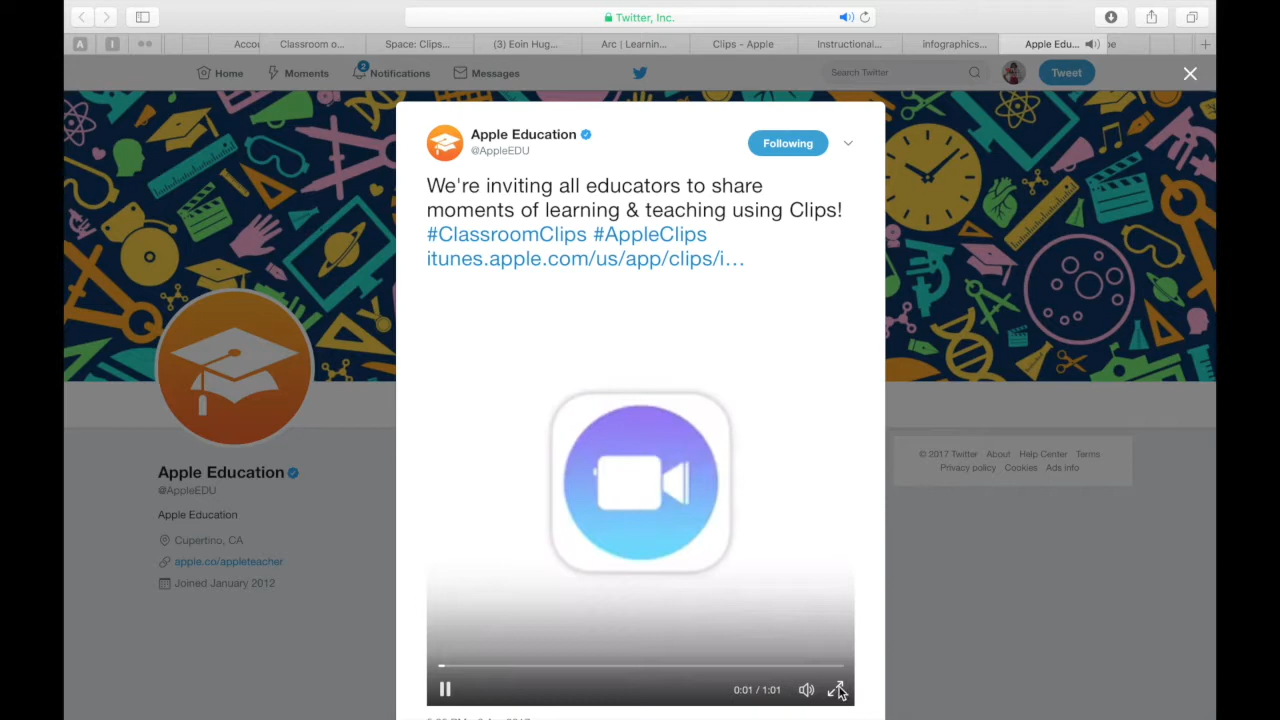 Twitter, Inc.
A
I
Accou
Classroom o...
Space: Clips...
(3) Eoin Hug...
Arc | Learnin...
Clips - Apple
Instructional...
infographics...
Apple Edu...
Home
Moments
2
Notifications
Messages
Search Twitter
Tweet
Apple Education
@AppleEDU
Following
We're inviting all educators to share
moments of learning & teaching using Clips!
#ClassroomClips #AppleClips
itunes.apple.com/us/app/clips/i…
0:01 / 1:01
Apple Education
@AppleEDU
Apple Education
Cupertino, CA
apple.co/appleteacher
Joined January 2012
© 2017 Twitter About Help Center Terms
Privacy policy Cookies Ads info